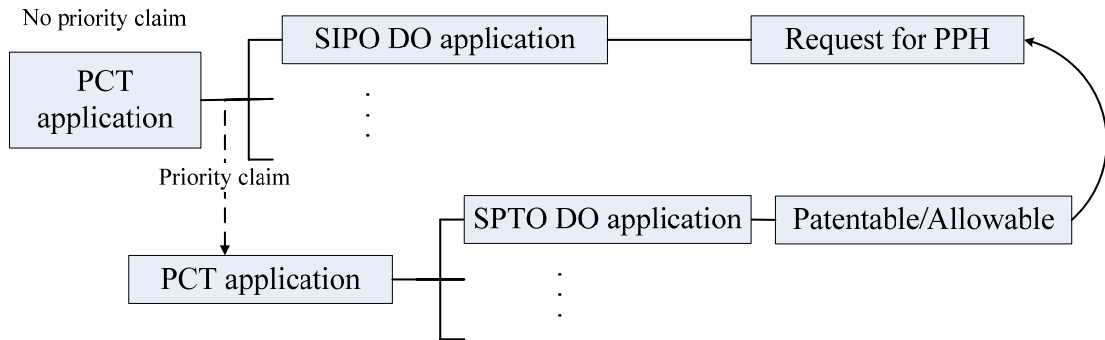 No priority claim
PCT
application
SIPO DO application
Request for PPH
Priority claim
PCT application
SPTO DO application
Patentable/Allowable